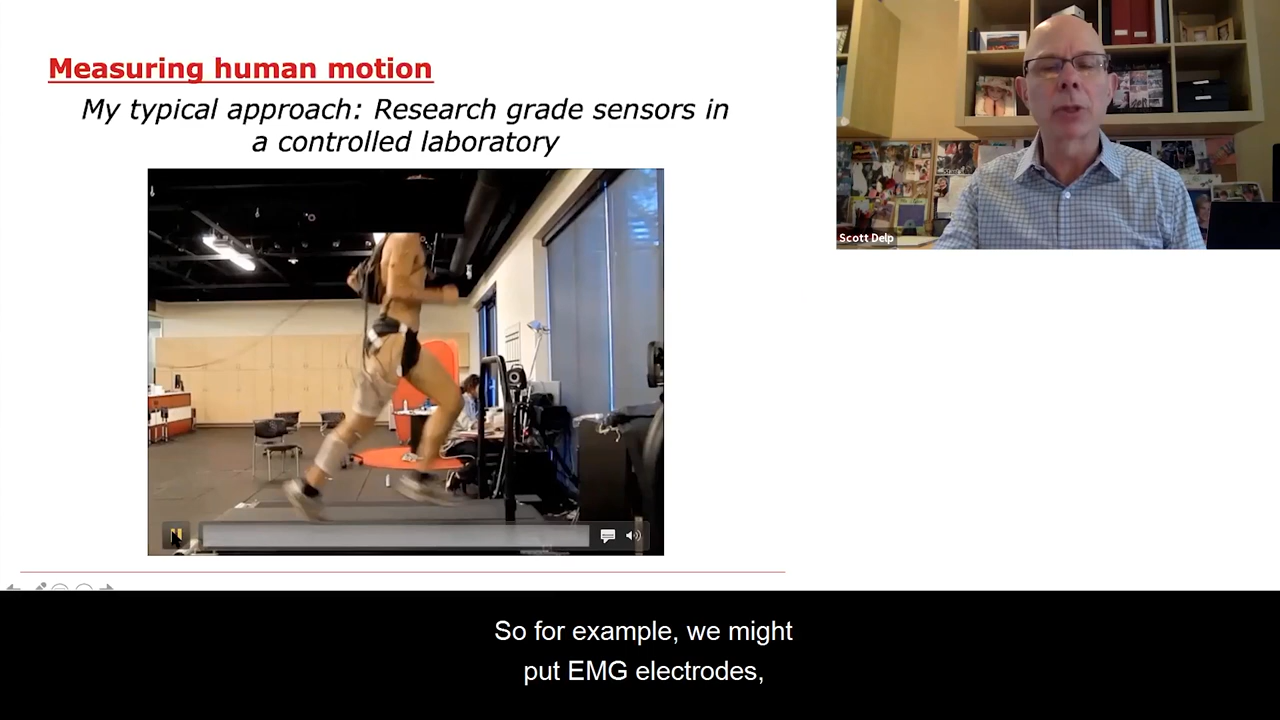 Measuring human motion
My typical approach: Research grade sensors in
a controlled laboratory
Scott Delp
So for example, we might
put EMG electrodes,